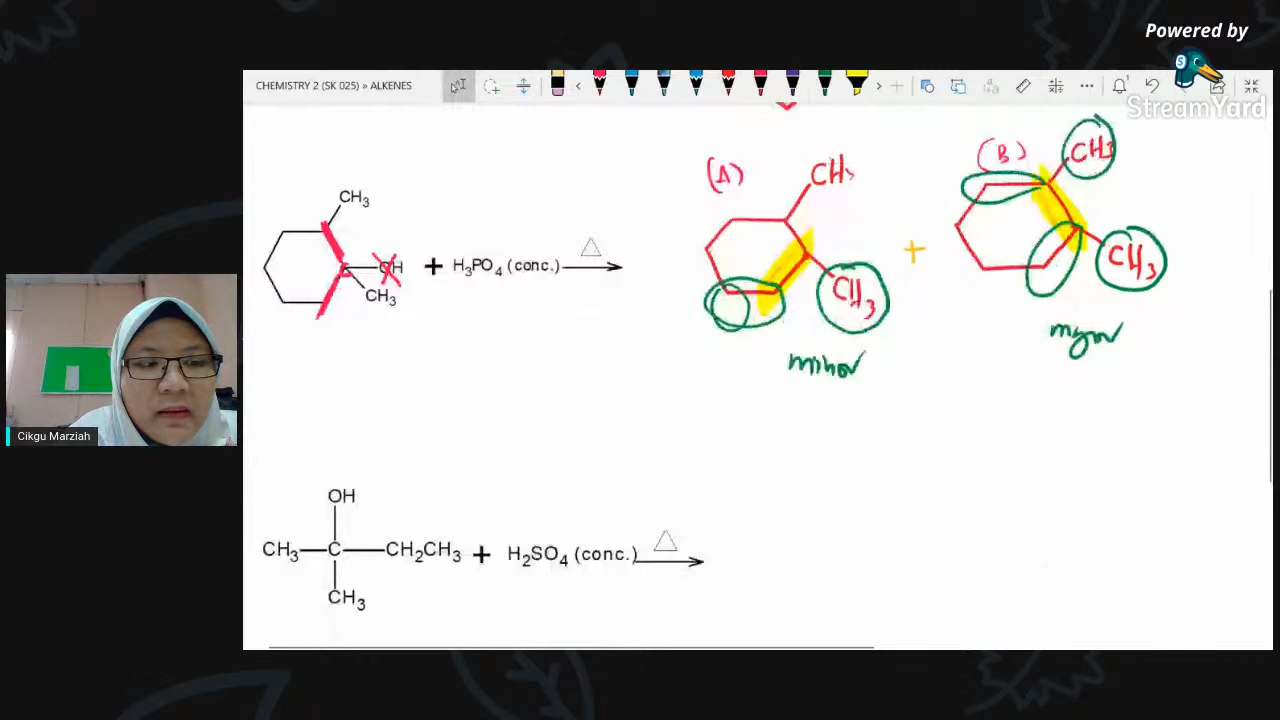 Powered by
StreamYard
CHEMISTRY 2 (SK 025) » ALKENES
(A)
CH3
CH3
minor
+
(B)
CH3
CH3
major
CH3
OH
CH3
+ H3PO4 (conc.)
OH
CH3—C—CH2CH3 + H2SO4 (conc.)
CH3
Cikgu Marziah